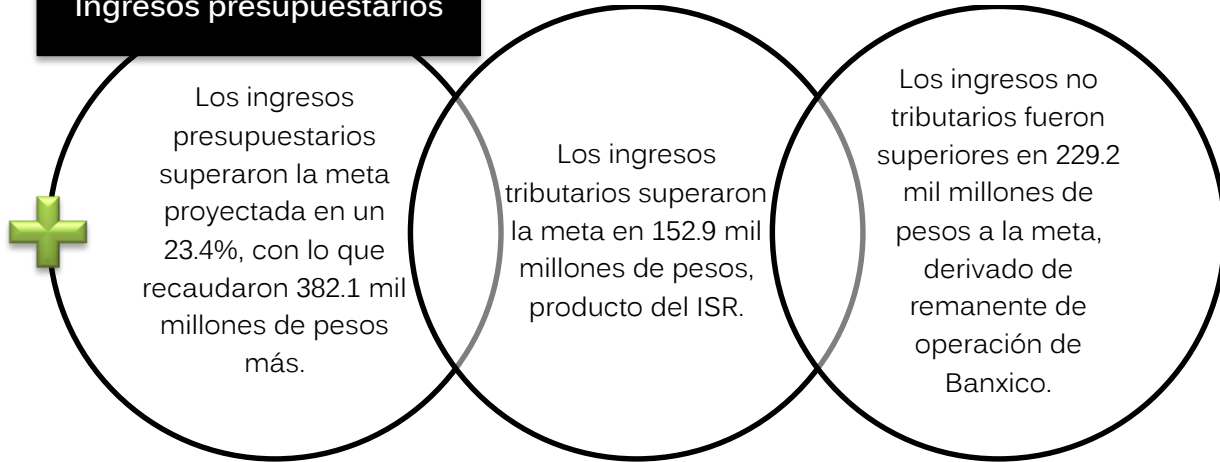 Ingresos presupuestarios
Los ingresos
presupuestarios
superaron la meta
proyectada en un
23.4%, con lo que
recaudaron 382.1 mil
millones de pesos
más.
Los ingresos
tributarios superaron
la meta en 152.9 mil
millones de pesos,
producto del ISR.
Los ingresos no
tributarios fueron
superiores en 229.2
mil millones de
pesos a la meta,
derivado de
remanente de
operación de
Banxico.